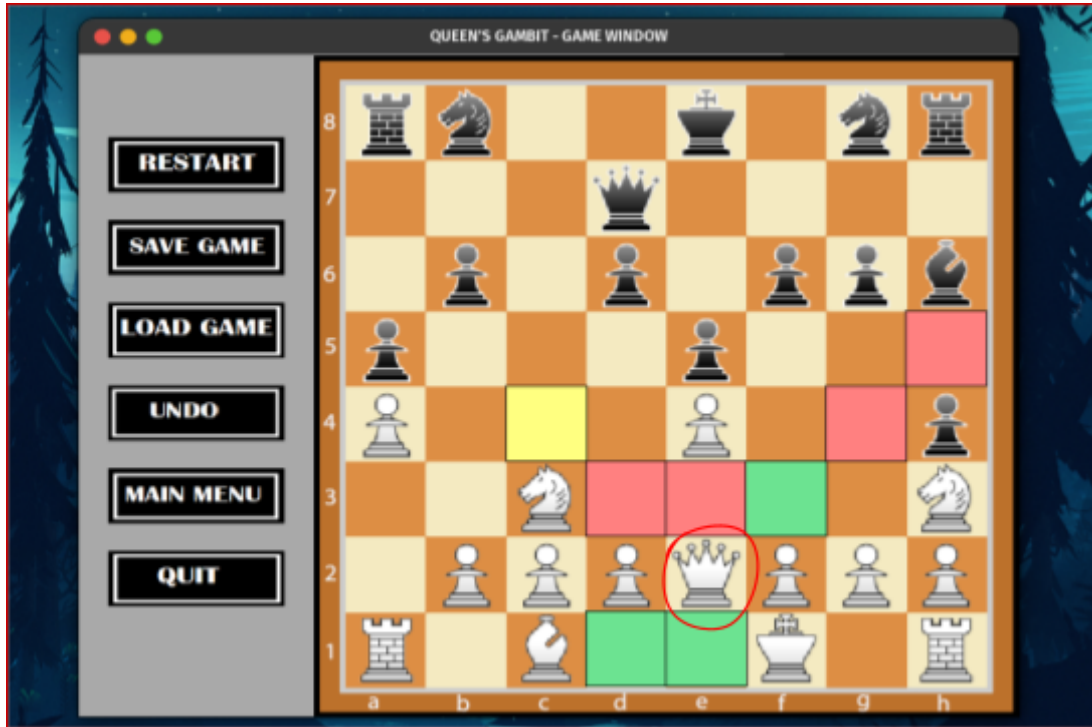 QUEEN'S GAMBIT - GAME WINDOW
RESTART
SAVE GAME
LOAD GAME
UNDO
MAIN MENU
QUIT
8
7
6
5
4
3
2
1
a b c d e f g h